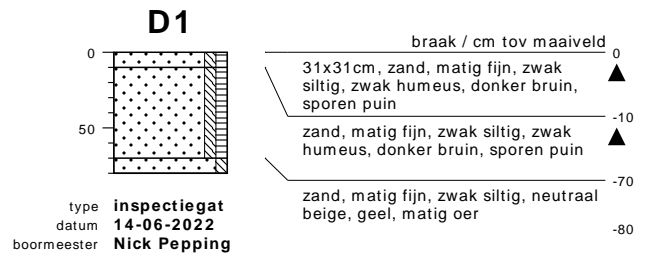 D1
braak / cm tov maaiveld
0
0
31x31cm, zand, matig fijn, zwak
siltig, zwak humeus, donker bruin,
sporen puin
-10
50
zand, matig fijn, zwak siltig, zwak
humeus, donker bruin, sporen puin
-70
zand, matig fijn, zwak siltig, neutraal
beige, geel, matig oer
-80
type inspectiegat
datum 14-06-2022
boormeester Nick Pepping